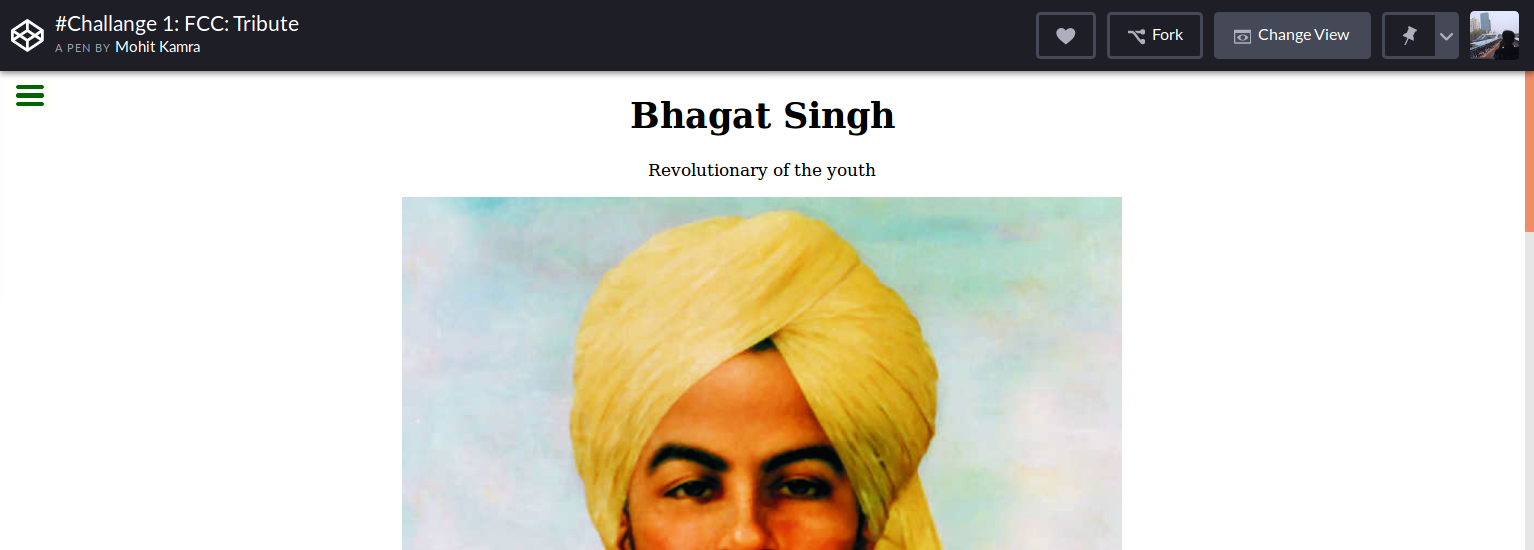 #Challange 1: FCC: Tribute
A PEN BY Mohit Kamra
Fork
Change View
Bhagat Singh
Revolutionary of the youth